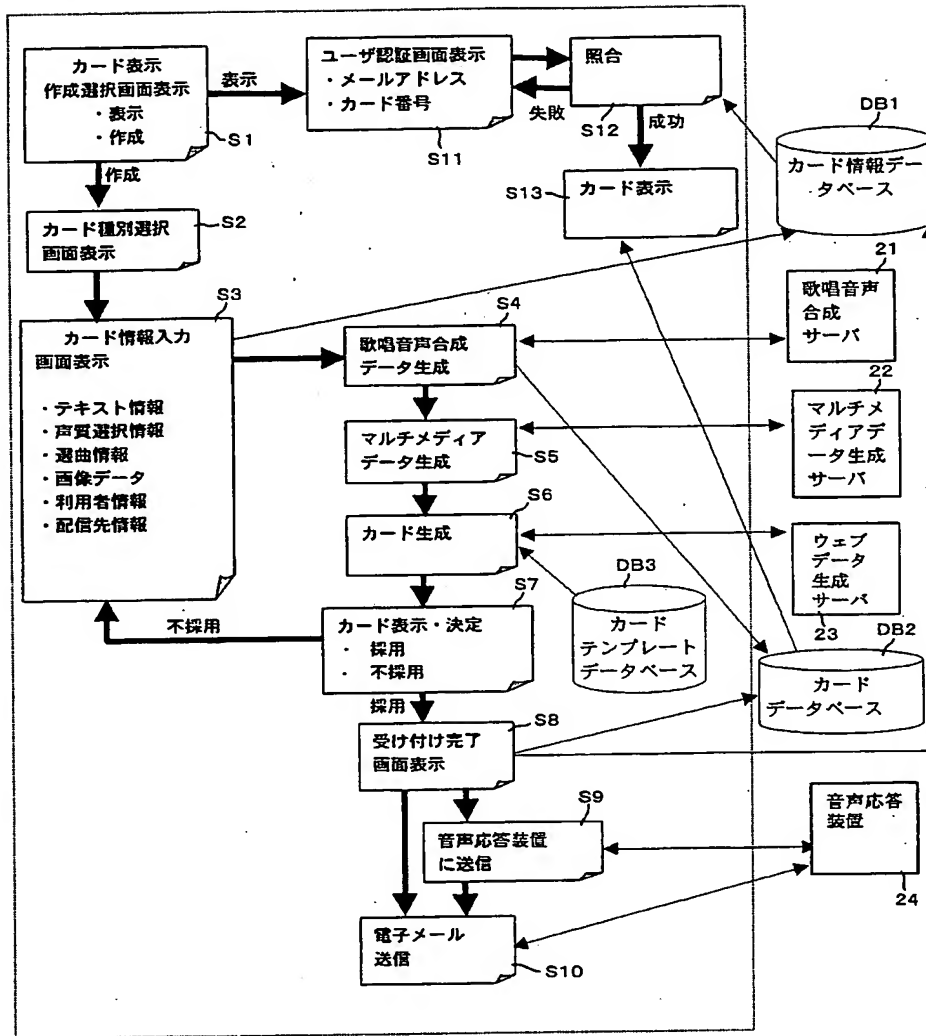 カード表示
作成選択画面表示
・表示
・作成
S1
表示
ユーザ認証画面表示
・メールアドレス
・カード番号
S11
照合
S12
失敗
成功
DB1
カード情報デー
タベース
作成
S13
カード表示
S2
カード種別選択
画面表示
S3
カード情報入力
画面表示
・テキスト情報
・声質選択情報
・選曲情報
・画像データ
・利用者情報
・配信先情報
S4
歌唱音声合成
データ生成
21
歌唱音声
合成
サーバ
マルチメディア
データ生成
S5
22
マルチメ
ディアデ
ータ生成
サーバ
S6
カード生成
ウェブ
データ
生成
サーバ
23
DB3
カード
テンプレート
データベース
S7
カード表示・決定
・ 採用
・ 不採用
不採用
採用
DB2
カード
データベース
S8
受け付け完了
画面表示
S9
音声応答装置
に送信
音声応答
装置
24
電子メール
送信
S10